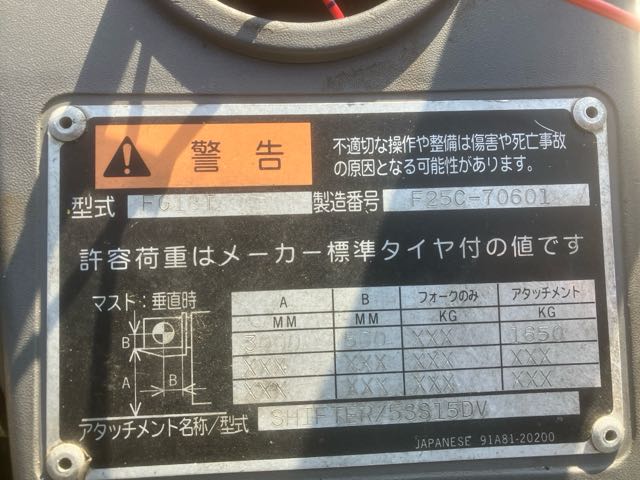 警告
不適切な操作や整備は傷害や死亡事故
の原因となる可能性があります。
型式 製造番号 F25C-70601
許容荷重はメーカー標準タイヤ付の値です
マスト:垂直時
A B フォークのみ アタッチメント
MM MM KG KG
3000 500 XXX 1650
XXX XXX XXX XXX
XXX XXX XXX XXX
B
A
B
アタッチメント名称/型式 SHIFTER/53S15DV
JAPANESE 91A81-20200